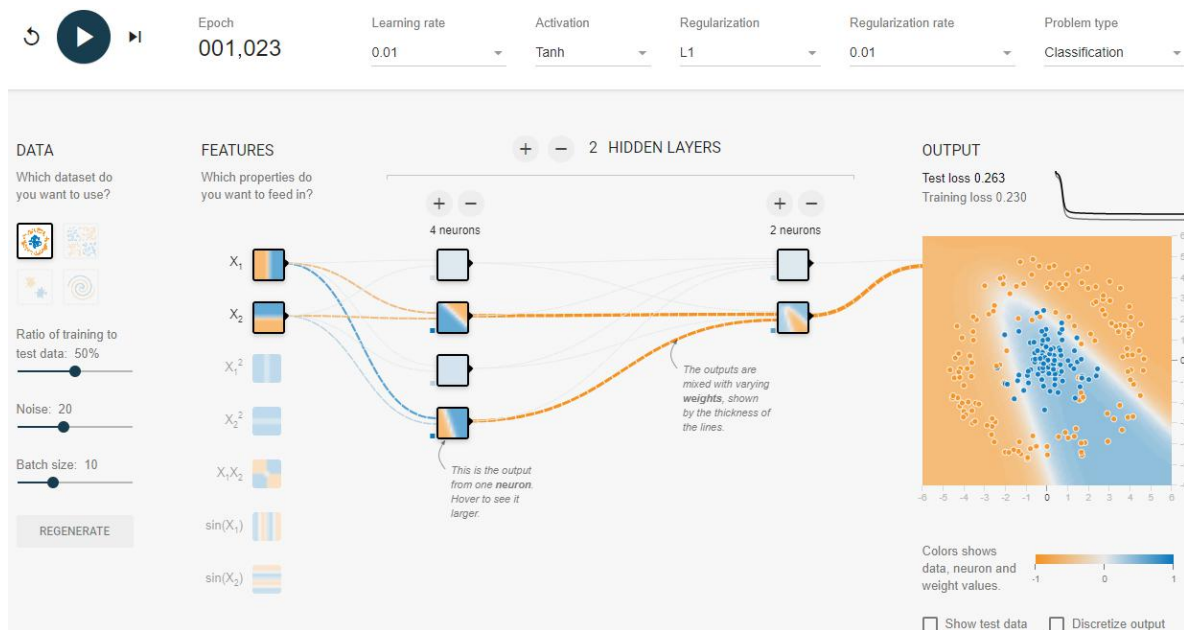 Epoch
001,023
Learning rate
0.01
Activation
Tanh
Regularization
L1
Regularization rate
0.01
Problem type
Classification
DATA
Which dataset do
you want to use?
Ratio of training to
test data: 50%
Noise: 20
Batch size: 10
REGENERATE
FEATURES
Which properties do
you want to feed in?
X₁
X₂
X₁²
X₂²
X₁X₂
sin(X₁)
sin(X₂)
+ − 2 HIDDEN LAYERS
+ −
4 neurons
+ −
2 neurons
This is the output
from one neuron.
Hover to see it
larger.
The outputs are
mixed with varying
weights, shown
by the thickness of
the lines.
OUTPUT
Test loss 0.263
Training loss 0.230
-6 -5 -4 -3 -2 -1 0 1 2 3 4 5 6
Colors shows
data, neuron and
weight values.
-1 0 1
Show test data
Discretize output